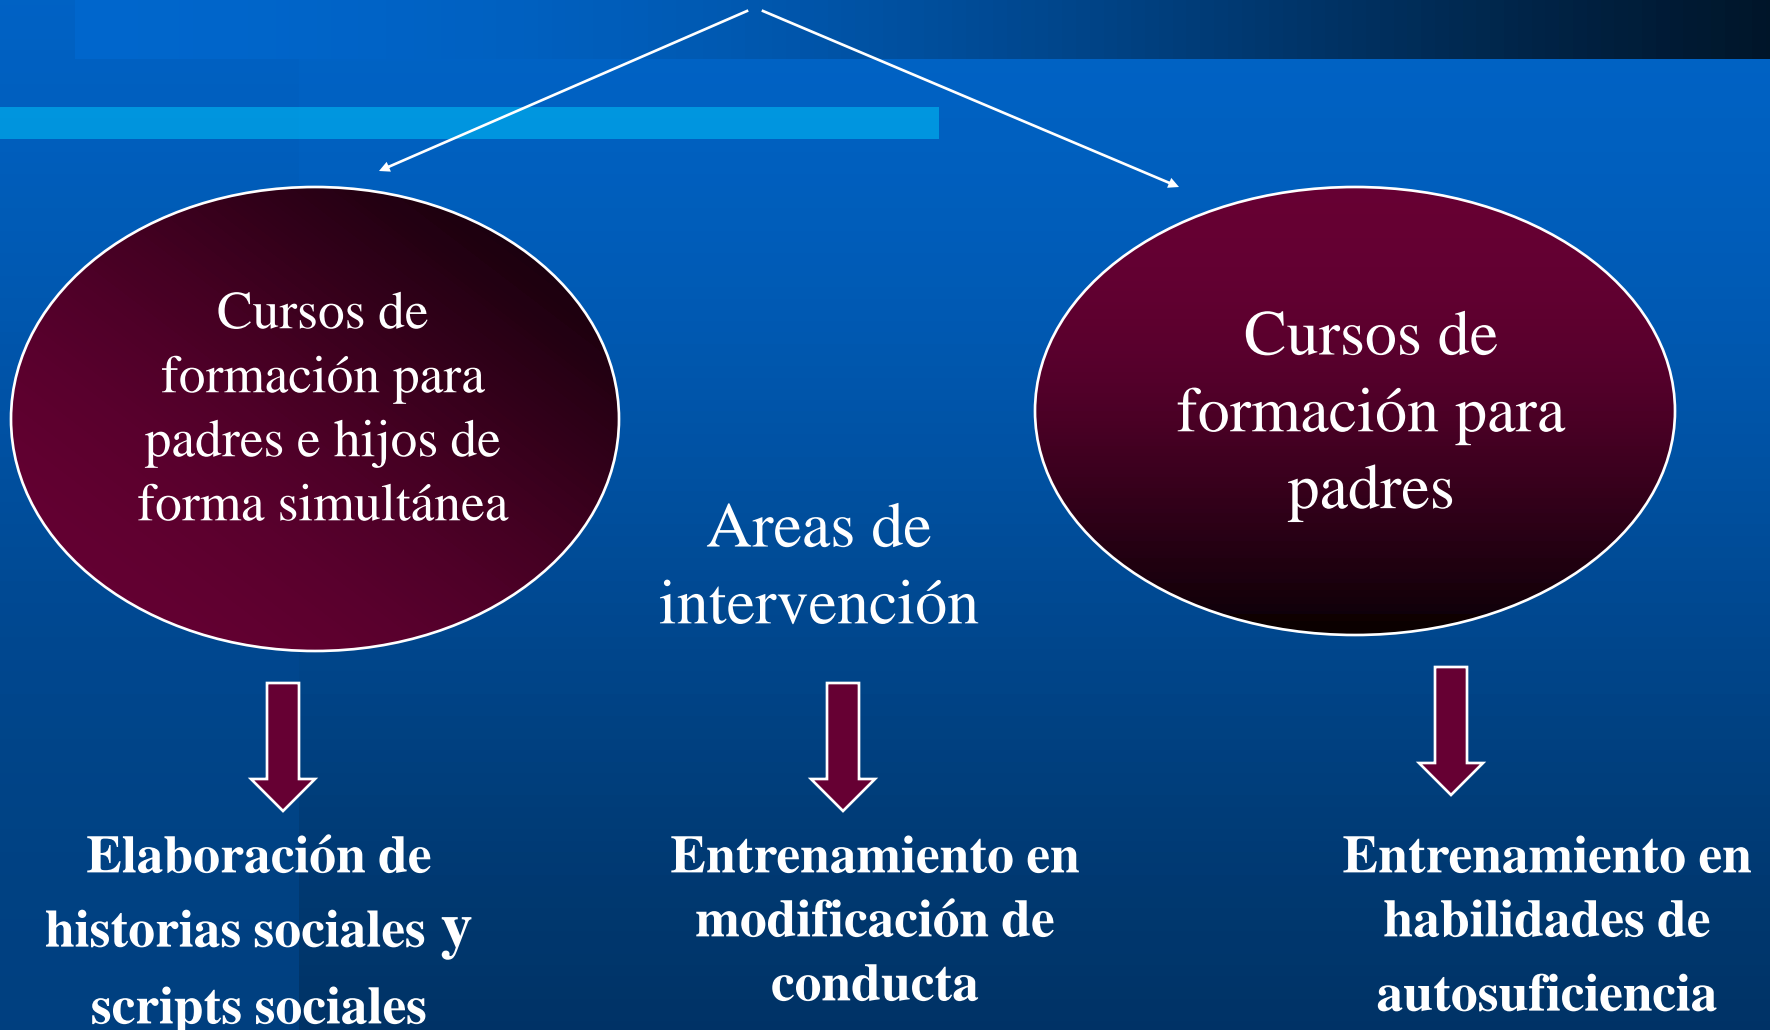 Cursos de
formación para
padres e hijos de
forma simultánea
Cursos de
formación para
padres
Areas de
intervención
Elaboración de
historias sociales y
scripts sociales
Entrenamiento en
modificación de
conducta
Entrenamiento en
habilidades de
autosuficiencia